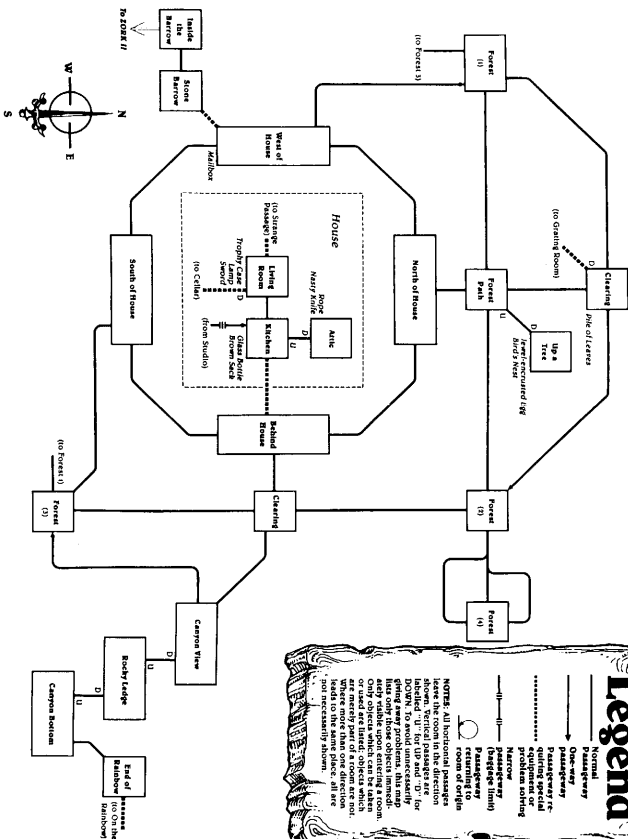 To ZORK II
Inside
the
Barrow
Stone
Barrow
(to Forest 3)
Forest
(1)
West of
House
Mailbox
W
N
S
E
House
(to Strange
Passage)
Living
Room
Trophy Case
Lamp
Sword
D
(to Cellar)
Rope
Nasty Knife
Attic
D
U
Kitchen
Glass Bottle
Brown Sack
(from Studio)
North of House
South of House
Behind
House
(to Grating Room)
D
Clearing
Pile of Leaves
Forest
Path
U
D
Up a
Tree
Jewel-encrusted Egg
Bird's Nest
Clearing
Forest
(2)
Forest
(4)
(to Forest 1)
Forest
(3)
Canyon View
D
U
Rocky Ledge
D
U
Canyon Bottom
End of
Rainbow
(to On the
Rainbow)
Legend
Normal
Passageway
One-way
passageway
Passageway re-
quiring special
equipment or
problem solving
Narrow
passageway
(baggage limit)
Passageway
returning to
room of origin
NOTES: All horizontal passages
leave the room in the direction
shown. Vertical passages are
labelled "U" for UP and "D" for
DOWN. To avoid unnecessarily
giving away problems, this map
lists only those objects immedi-
ately visible upon entering a room.
Only objects which can be taken
or used are listed; objects which
are merely part of a room are not.
Where more than one direction
leads to the same place, all are
not necessarily shown.